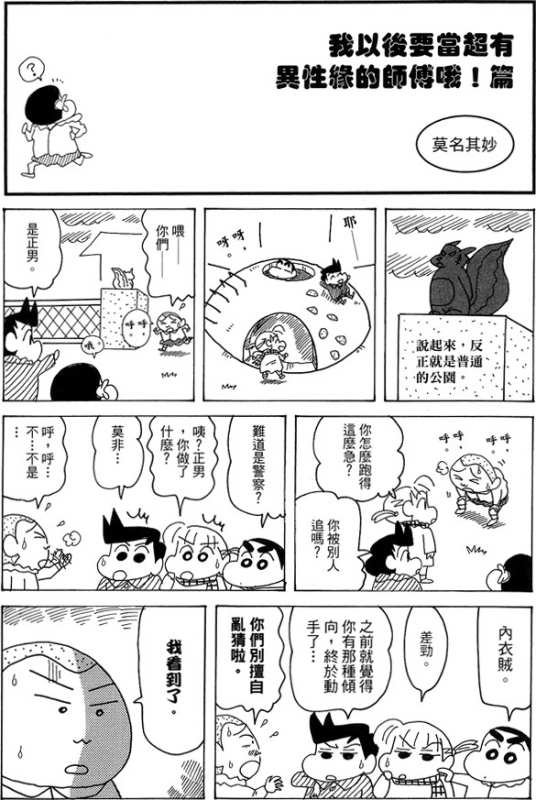 我以後要當超有
異性緣的師傅哦！篇
莫名其妙
？
說起來，反
正就是普通
的公園。
耶
呼。
呼。
喂——
你們——
呼
呼
哦
是正男。
呼。
呼。
呼。
你怎麼跑得
這麼急？
你被別人
追嗎？
難道是警察？
咦？正男
，你做了
什麼？
莫非…
呼，呼…
不…不是
…
內衣賊。
差勁。
之前就覺得
你有那種傾
向，終於動
手了…
你們別擅自
亂猜啦。
我看到了。